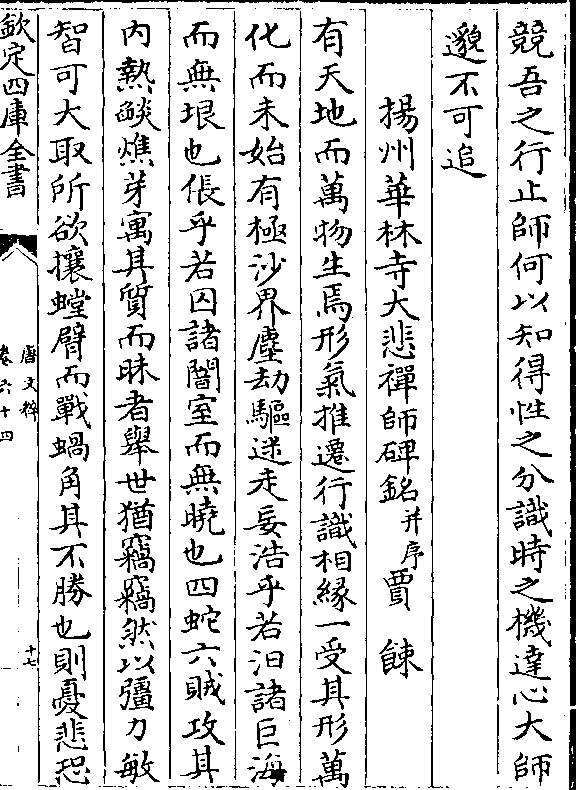 競吾之行止師何以知得性之分識時之機達心大師
邈不可追
揚州華林寺大悲禪師碑銘并序 賈餗
有天地而萬物生焉形氣推遷行識相縁一受其形萬
化而未始有極沙界塵劫驅迷走妄浩乎若汨諸巨海
而無垠也倀乎若囚諸闇室而無曉也四蛇六賊攻其
内熱燄燋芽寓其質而昧者舉世猶竊竊然以彊力敏
智可大取所欲攘螳臂而戰蝸角其不勝也則憂悲恐
欽定四庫全書
唐文粹
卷六十四
十七